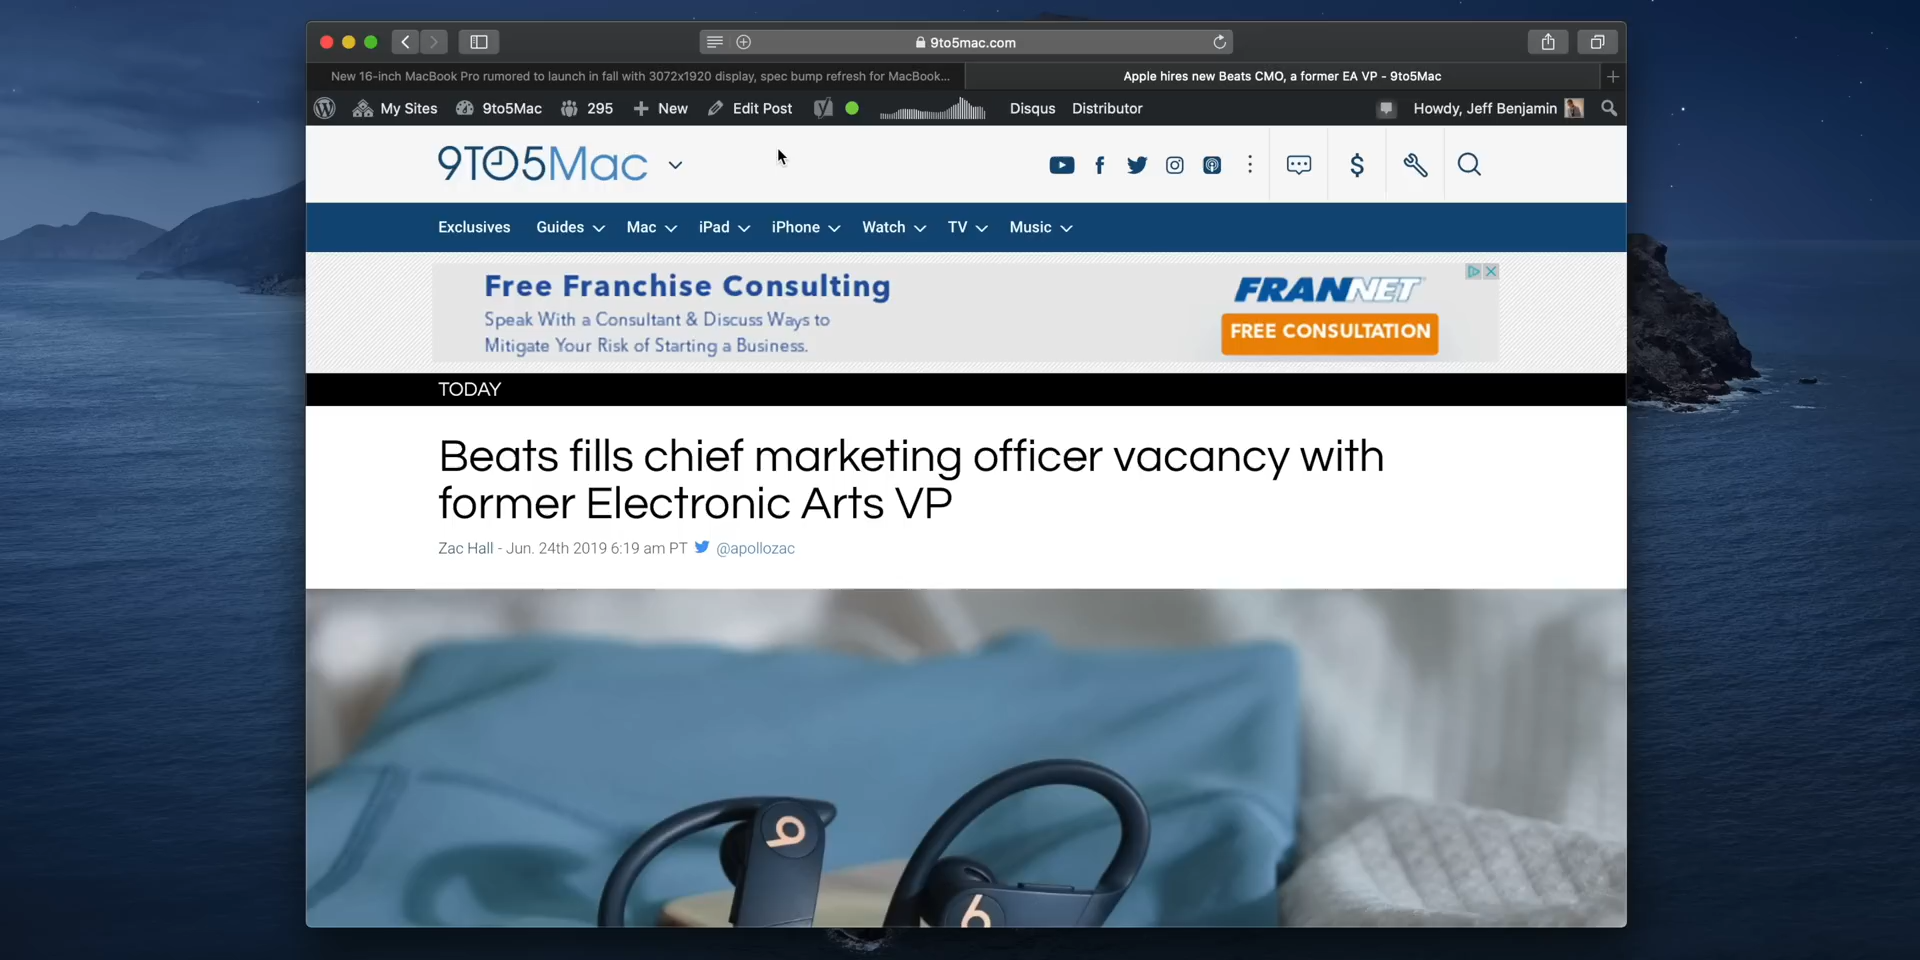 9to5mac.com
New 16-inch MacBook Pro rumored to launch in fall with 3072x1920 display, spec bump refresh for MacBook...
Apple hires new Beats CMO, a former EA VP - 9to5Mac
My Sites 9to5Mac 295 New Edit Post Disqus Distributor Howdy, Jeff Benjamin
9TO5Mac
Exclusives Guides Mac iPad iPhone Watch TV Music
Free Franchise Consulting
Speak With a Consultant & Discuss Ways to
Mitigate Your Risk of Starting a Business.
FRANNET
FREE CONSULTATION
TODAY
Beats fills chief marketing officer vacancy with
former Electronic Arts VP
Zac Hall - Jun. 24th 2019 6:19 am PT @apollozac